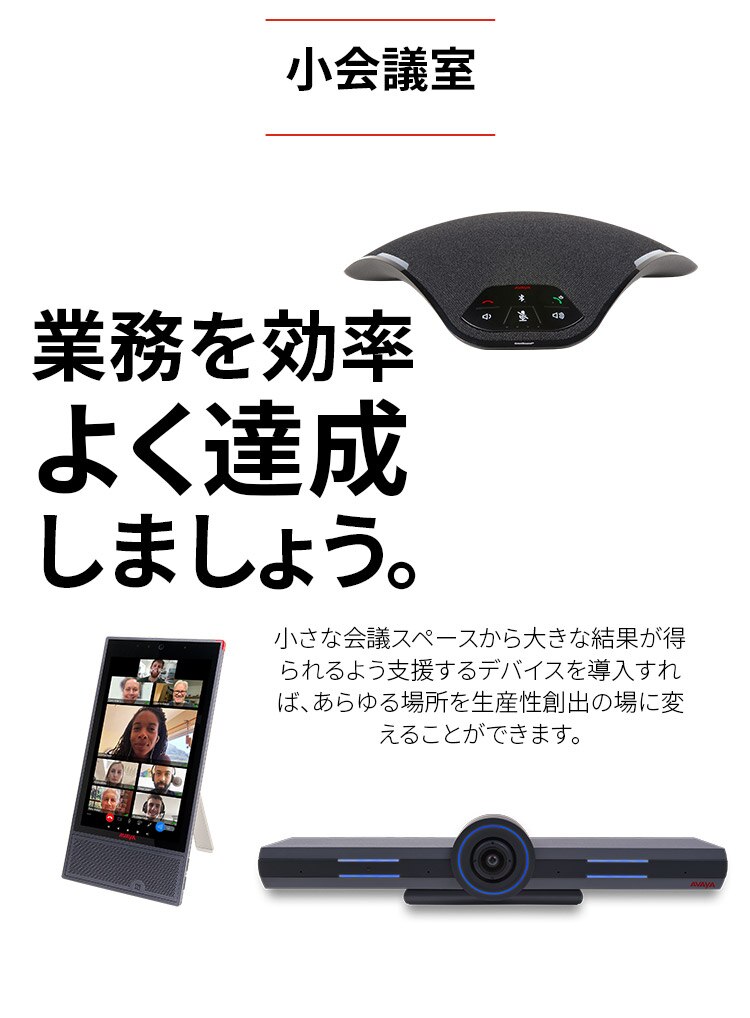 小会議室
AVAYA
業務を効率
よく達成
しましょう。
小さな会議スペースから大きな結果が得
られるよう支援するデバイスを導入すれ
ば、あらゆる場所を生産性創出の場に変
えることができます。
AVAYA
AVAYA